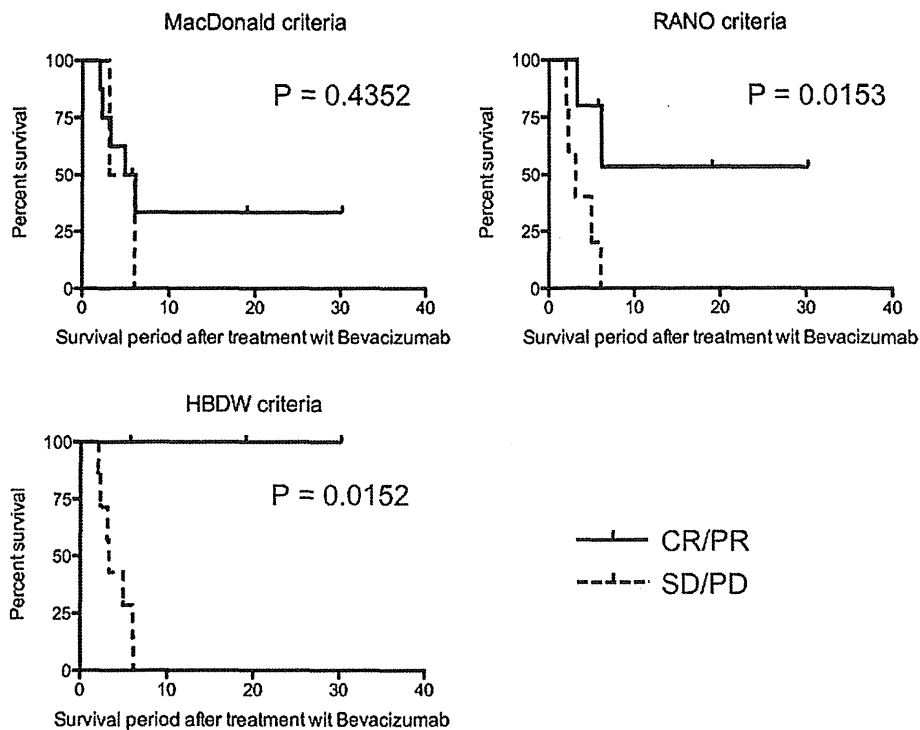 MacDonald criteria
100
75
50
25
0
Percent survival
P = 0.4352
0 10 20 30 40
Survival period after treatment wit Bevacizumab
RANO criteria
100
75
50
25
0
Percent survival
P = 0.0153
0 10 20 30 40
Survival period after treatment wit Bevacizumab
HBDW criteria
100
75
50
25
0
Percent survival
P = 0.0152
0 10 20 30 40
Survival period after treatment wit Bevacizumab
CR/PR
SD/PD